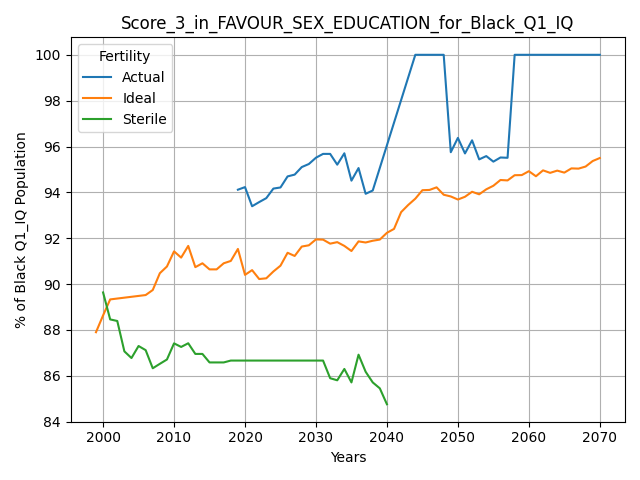 Score_3_in_FAVOUR_SEX_EDUCATION_for_Black_Q1_IQ
Fertility
Actual
Ideal
Sterile
% of Black Q1_IQ Population
100
98
96
94
92
90
88
86
84
2000 2010 2020 2030 2040 2050 2060 2070
Years